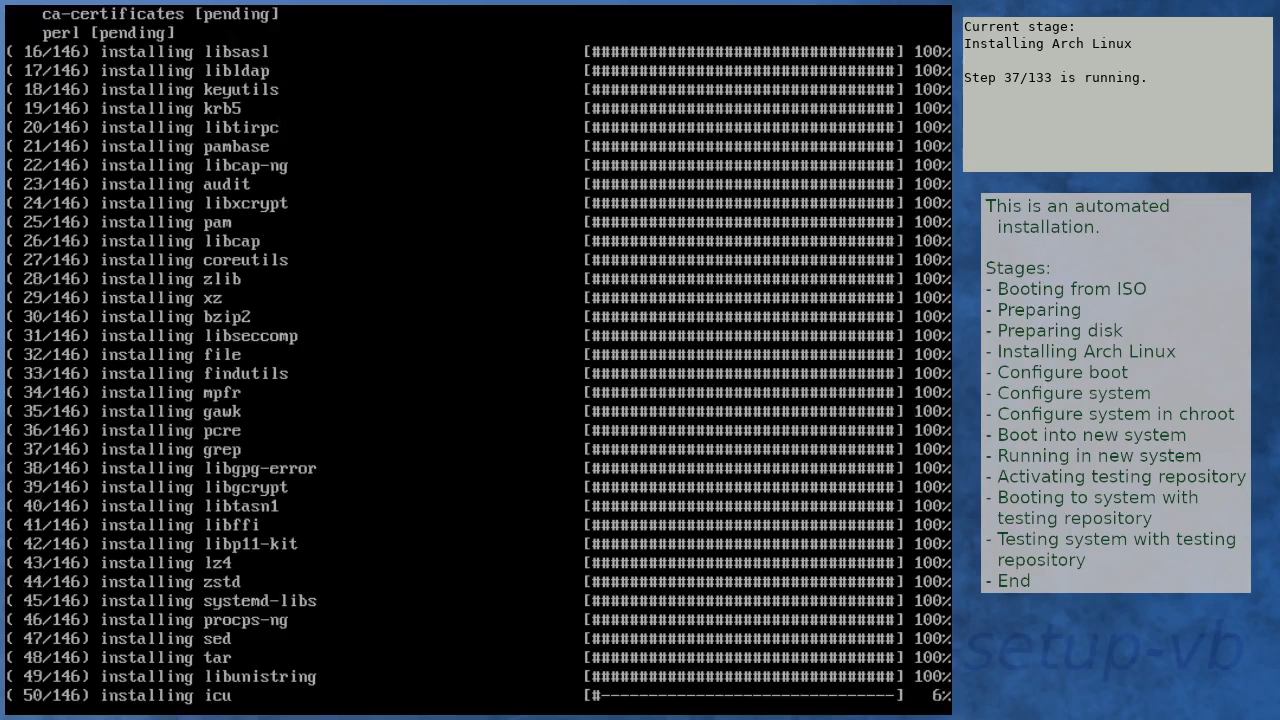 ca-certificates [pending]
perl [pending]
( 16/146) installing libsasl [################################] 100%
( 17/146) installing libldap [################################] 100%
( 18/146) installing keyutils [################################] 100%
( 19/146) installing krb5 [################################] 100%
( 20/146) installing libtirpc [################################] 100%
( 21/146) installing pambase [################################] 100%
( 22/146) installing libcap-ng [################################] 100%
( 23/146) installing audit [################################] 100%
( 24/146) installing libxcrypt [################################] 100%
( 25/146) installing pam [################################] 100%
( 26/146) installing libcap [################################] 100%
( 27/146) installing coreutils [################################] 100%
( 28/146) installing zlib [################################] 100%
( 29/146) installing xz [################################] 100%
( 30/146) installing bzip2 [################################] 100%
( 31/146) installing libseccomp [################################] 100%
( 32/146) installing file [################################] 100%
( 33/146) installing findutils [################################] 100%
( 34/146) installing mpfr [################################] 100%
( 35/146) installing gawk [################################] 100%
( 36/146) installing pcre [################################] 100%
( 37/146) installing grep [################################] 100%
( 38/146) installing libgpg-error [################################] 100%
( 39/146) installing libgcrypt [################################] 100%
( 40/146) installing libtasn1 [################################] 100%
( 41/146) installing libffi [################################] 100%
( 42/146) installing libp11-kit [################################] 100%
( 43/146) installing lz4 [################################] 100%
( 44/146) installing zstd [################################] 100%
( 45/146) installing systemd-libs [################################] 100%
( 46/146) installing procps-ng [################################] 100%
( 47/146) installing sed [################################] 100%
( 48/146) installing tar [################################] 100%
( 49/146) installing libunistring [################################] 100%
( 50/146) installing icu [#-------------------------------] 6%
Current stage:
Installing Arch Linux
Step 37/133 is running.
This is an automated
installation.
Stages:
- Booting from ISO
- Preparing
- Preparing disk
- Installing Arch Linux
- Configure boot
- Configure system
- Configure system in chroot
- Boot into new system
- Running in new system
- Activating testing repository
- Booting to system with
testing repository
- Testing system with testing
repository
- End
setup-vb